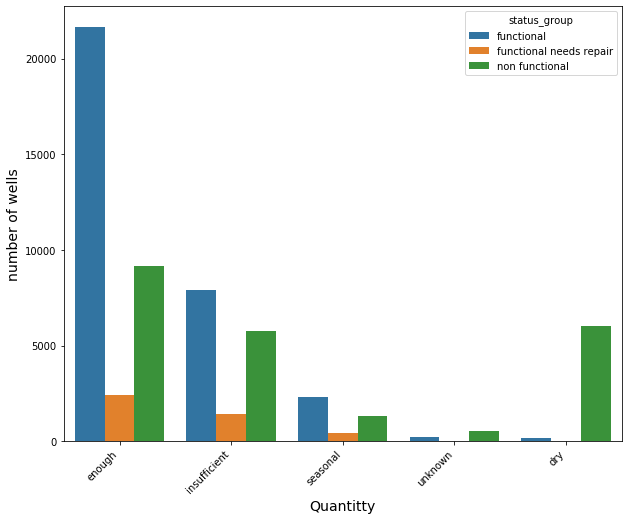 status_group
functional
functional needs repair
non functional
number of wells
20000
15000
10000
5000
0
enough
insufficient
seasonal
unknown
dry
Quantitty